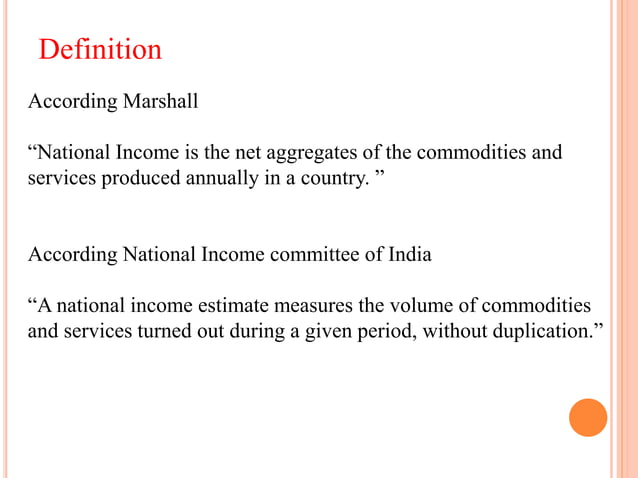 Definition
According Marshall
“National Income is the net aggregates of the commodities and
services produced annually in a country. ”
According National Income committee of India
“A national income estimate measures the volume of commodities
and services turned out during a given period, without duplication.”